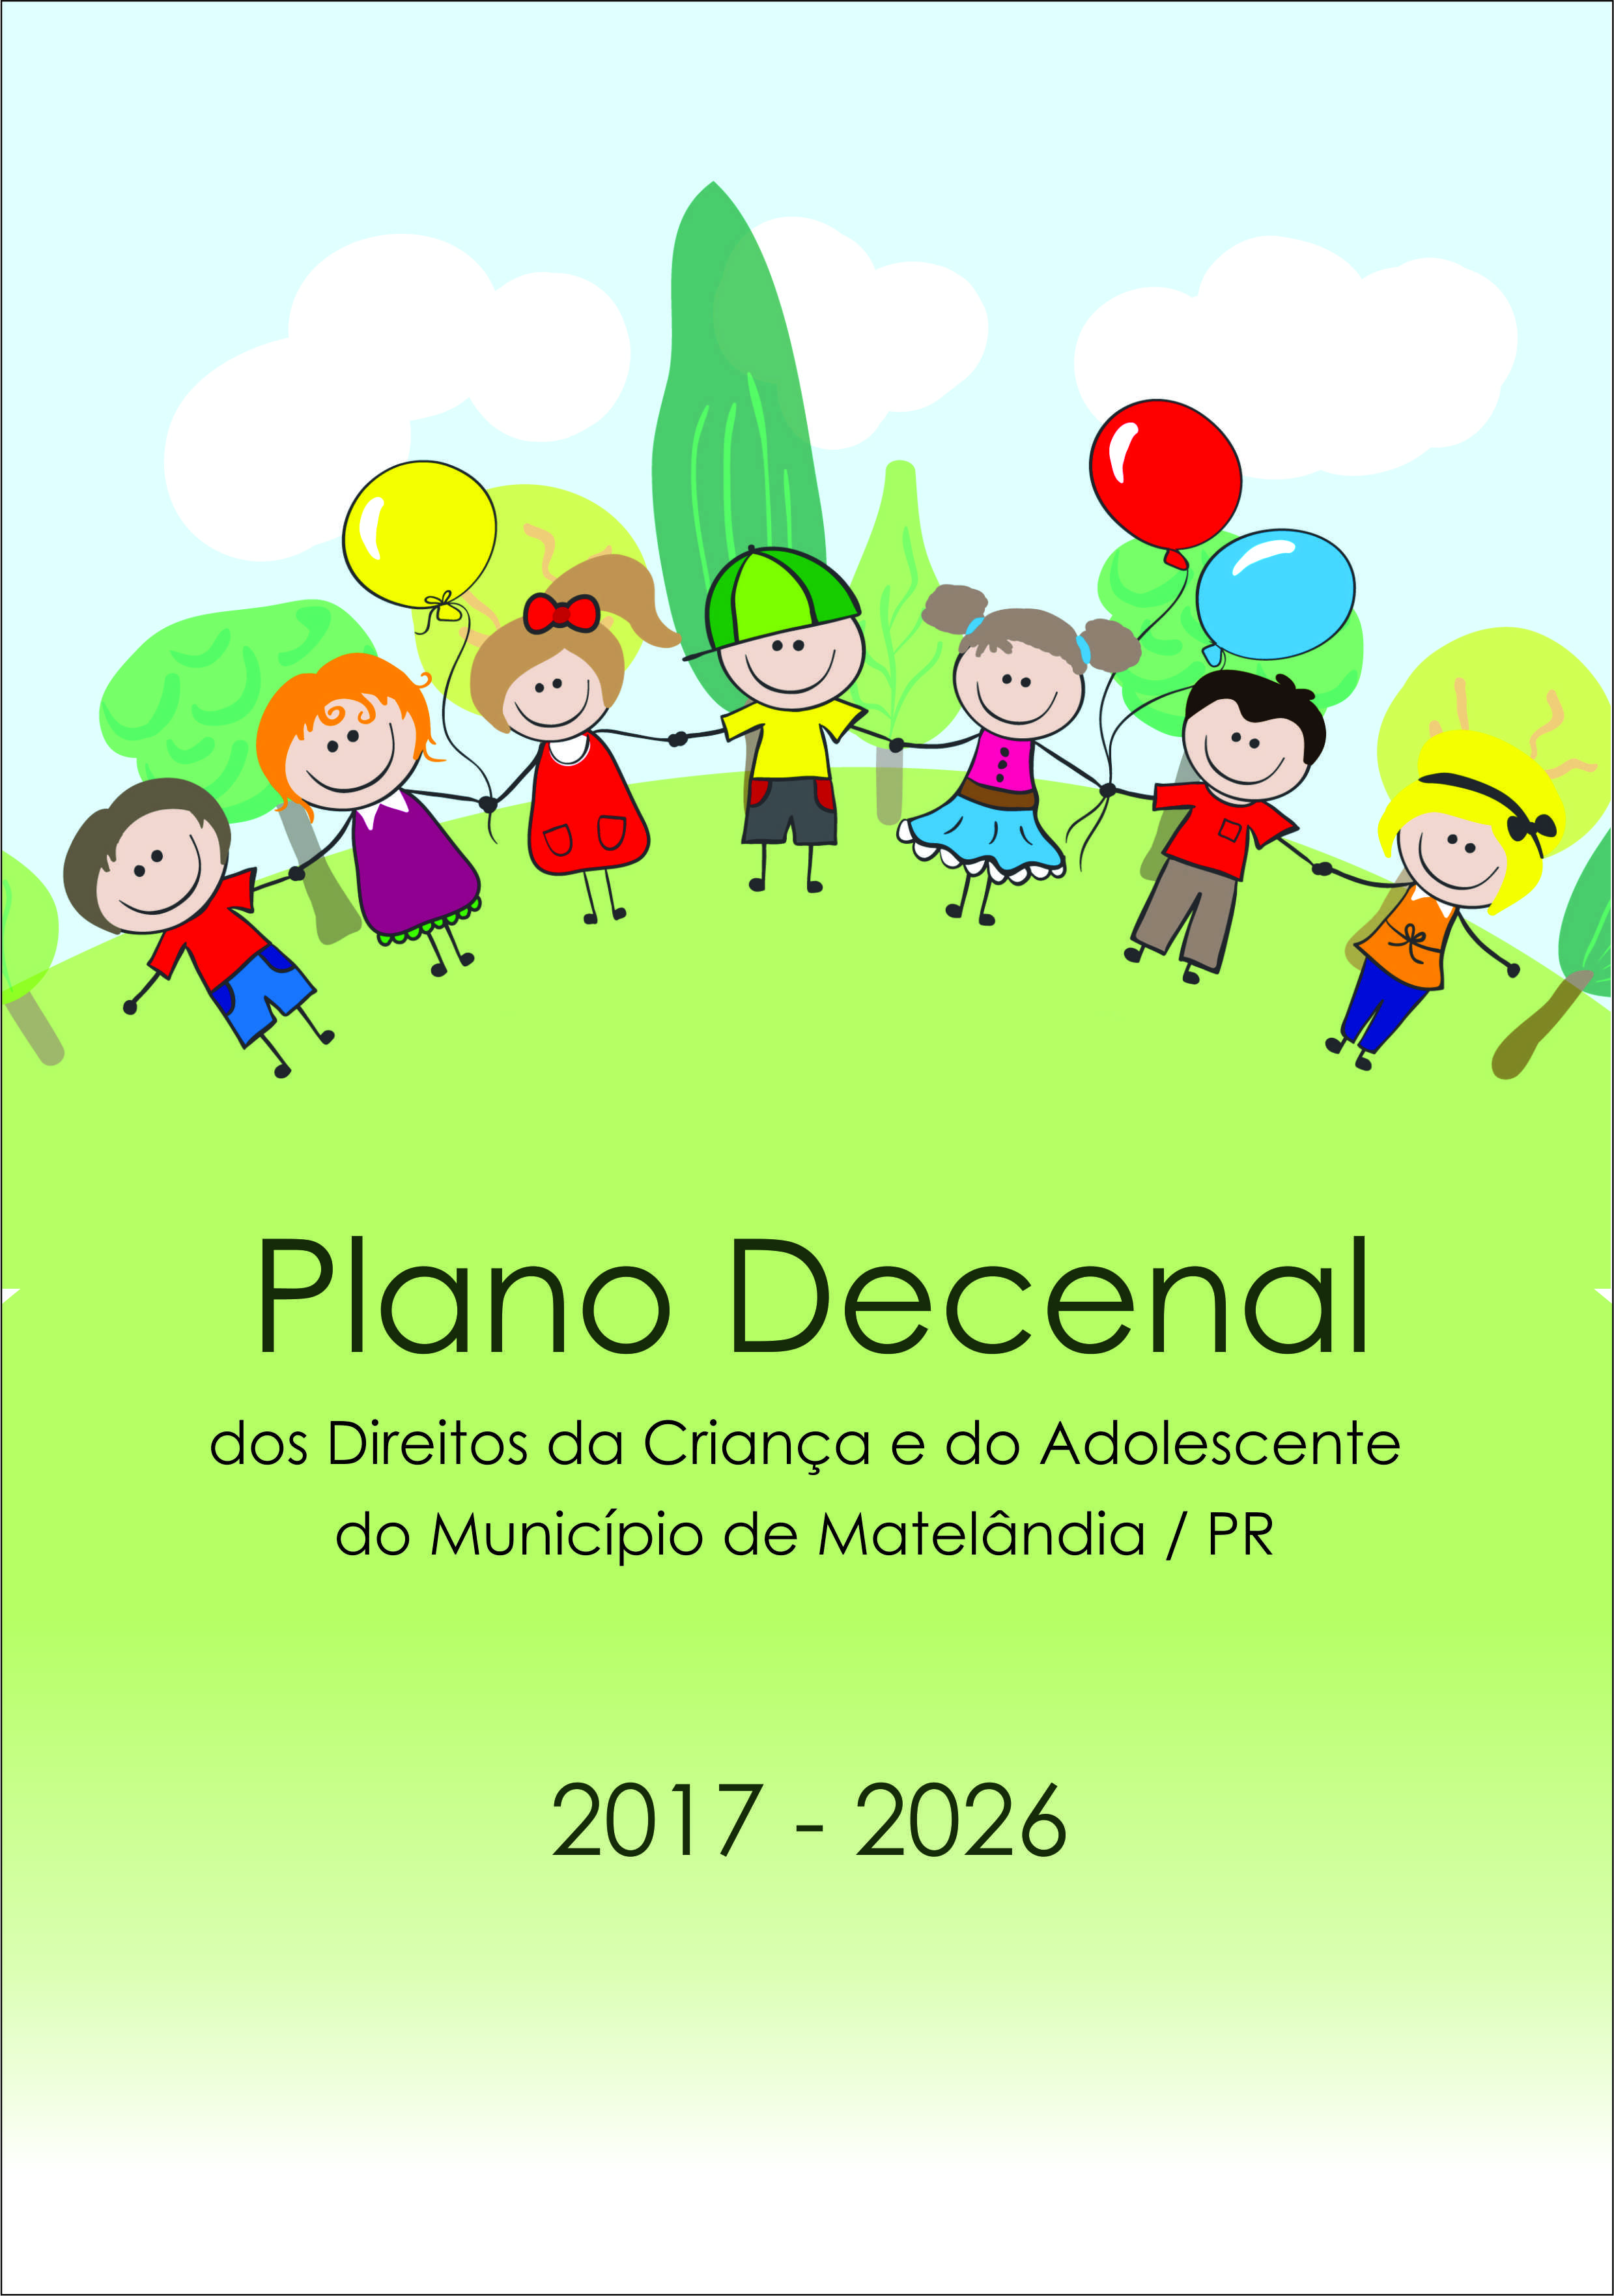 Plano Decenal
dos Direitos da Criança e do Adolescente
do Município de Matelândia / PR
2017 - 2026